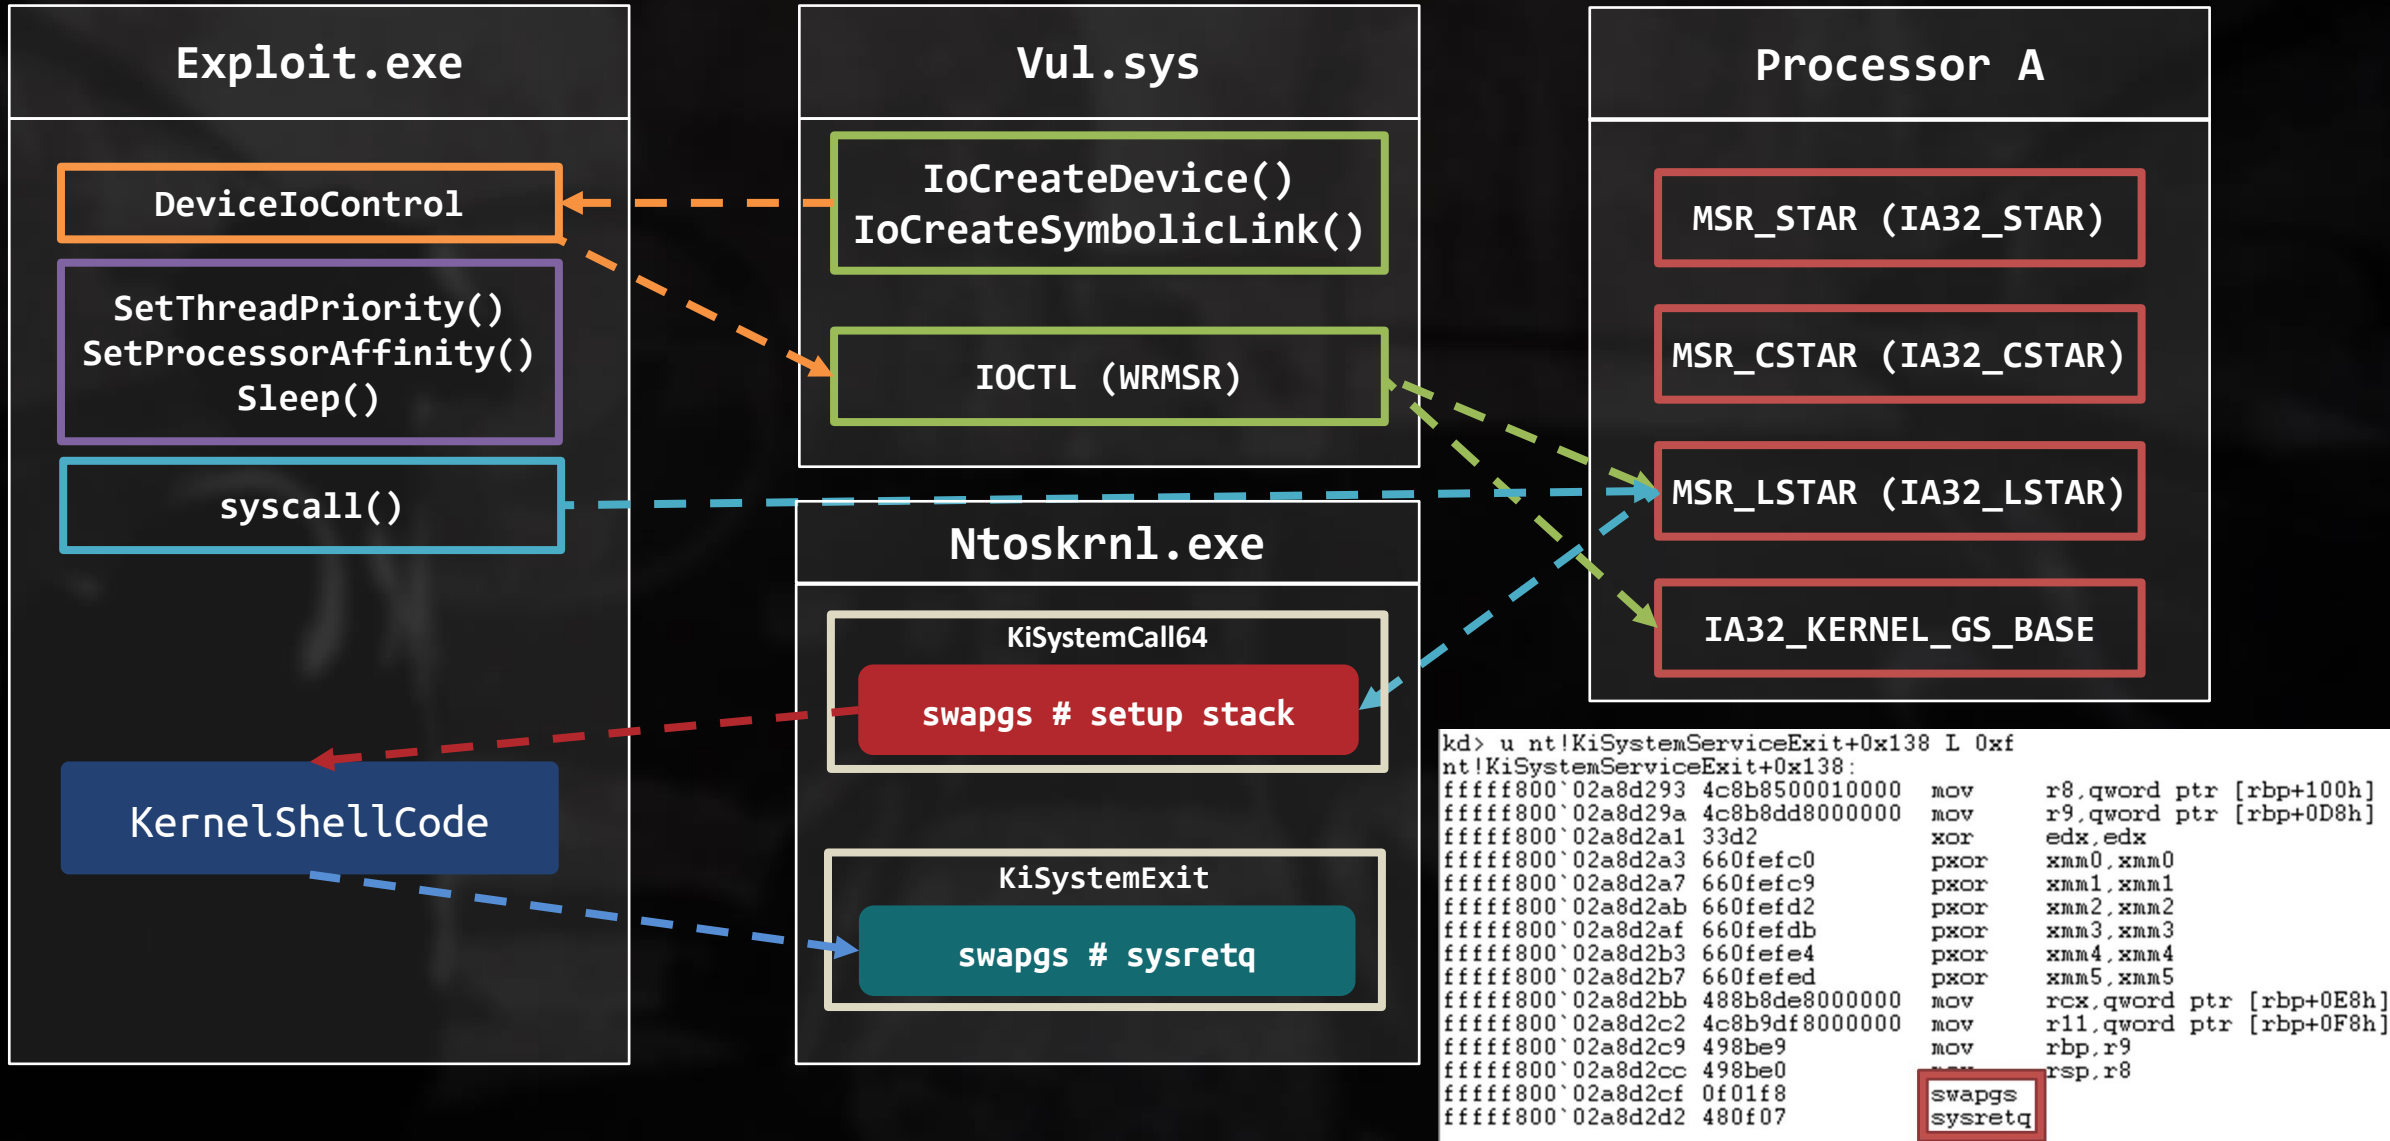 Exploit.exe
DeviceIoControl
SetThreadPriority()
SetProcessorAffinity()
Sleep()
syscall()
KernelShellCode
Vul.sys
IoCreateDevice()
IoCreateSymbolicLink()
IOCTL (WRMSR)
Ntoskrnl.exe
KiSystemCall64
swapgs # setup stack
KiSystemExit
swapgs # sysretq
Processor A
MSR_STAR (IA32_STAR)
MSR_CSTAR (IA32_CSTAR)
MSR_LSTAR (IA32_LSTAR)
IA32_KERNEL_GS_BASE
kd> u nt!KiSystemServiceExit+0x138 L 0xf
nt!KiSystemServiceExit+0x138:
fffff800`02a8d293 4c8b8500010000 mov r8,qword ptr [rbp+100h]
fffff800`02a8d29a 4c8b8dd8000000 mov r9,qword ptr [rbp+0D8h]
fffff800`02a8d2a1 33d2 xor edx,edx
fffff800`02a8d2a3 660fefc0 pxor xmm0,xmm0
fffff800`02a8d2a7 660fefc9 pxor xmm1,xmm1
fffff800`02a8d2ab 660fefd2 pxor xmm2,xmm2
fffff800`02a8d2af 660fefdb pxor xmm3,xmm3
fffff800`02a8d2b3 660fefe4 pxor xmm4,xmm4
fffff800`02a8d2b7 660fefed pxor xmm5,xmm5
fffff800`02a8d2bb 488b8de8000000 mov rcx,qword ptr [rbp+0E8h]
fffff800`02a8d2c2 4c8b9df8000000 mov r11,qword ptr [rbp+0F8h]
fffff800`02a8d2c9 498be9 mov rbp,r9
fffff800`02a8d2cc 498be0 rsp,r8
fffff800`02a8d2cf 0f01f8 swapgs
fffff800`02a8d2d2 480f07 sysretq